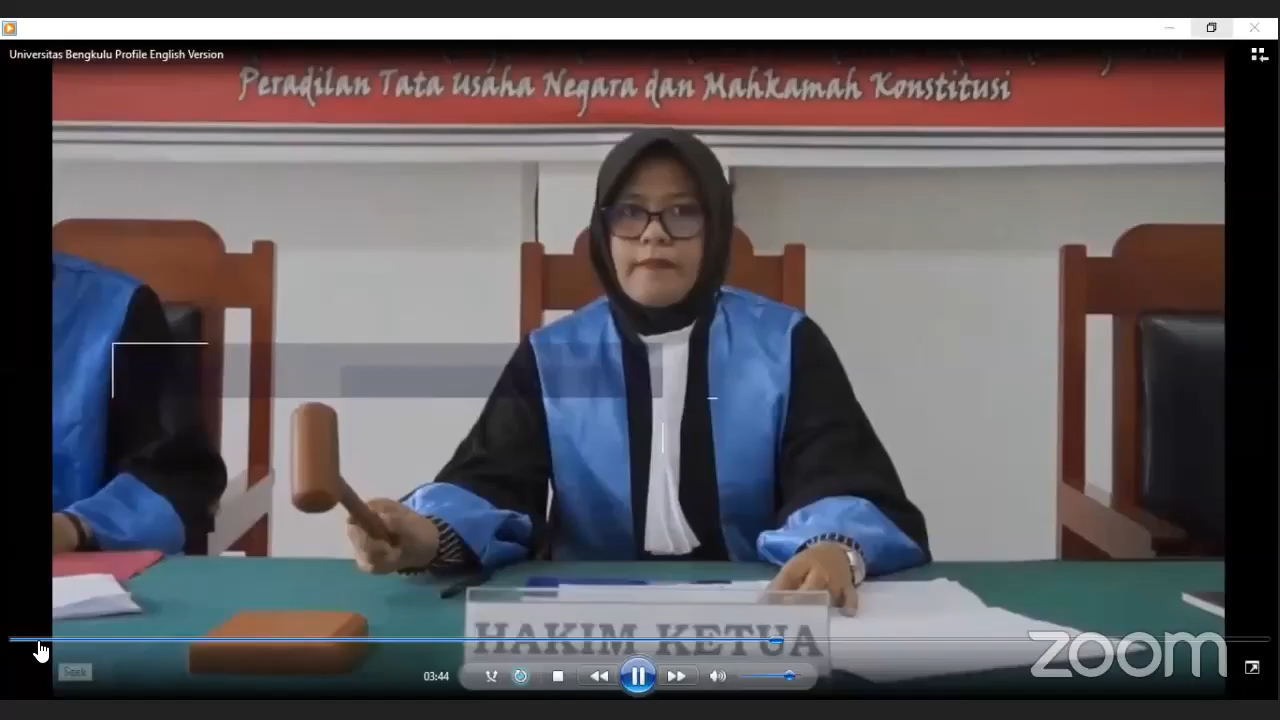 Universitas Bengkulu Profile English Version
Peradilan Tata Usaha Negara dan Mahkamah Konstitusi
HAKIM KETUA
zoom
Seek
03:44